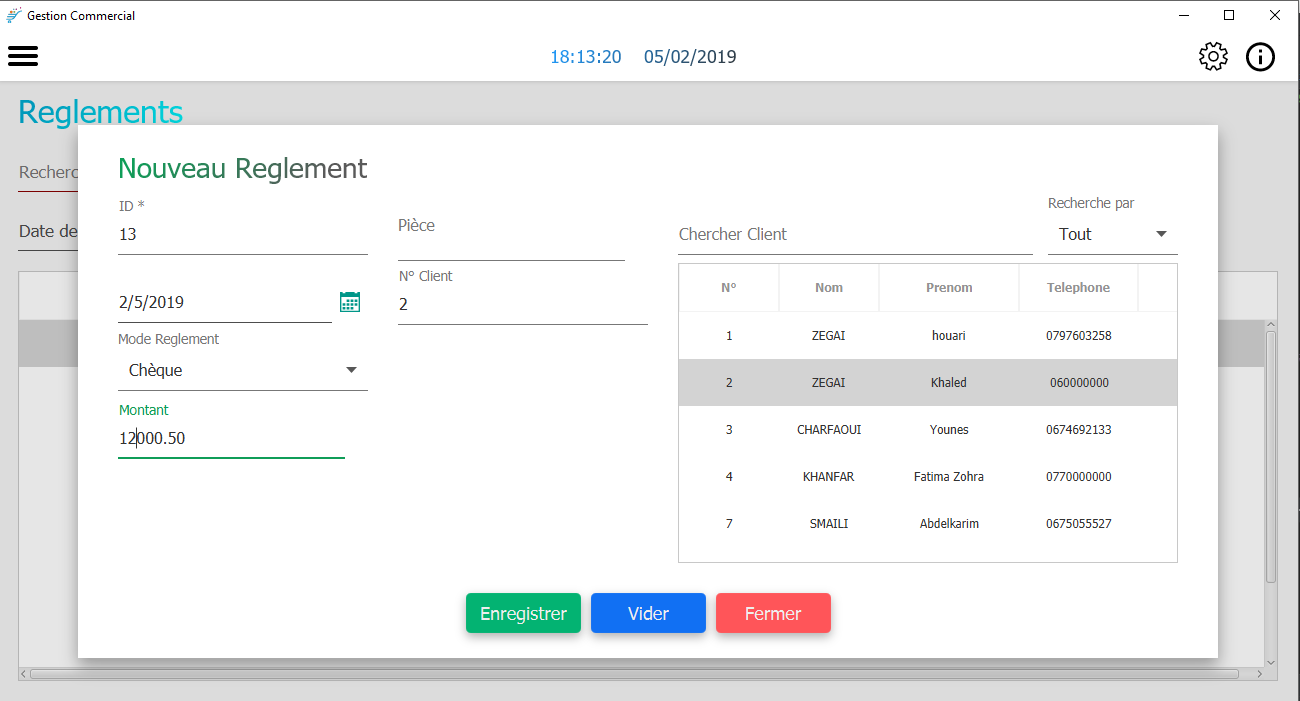 Gestion Commercial
18:13:20 05/02/2019
Reglements
Recherc
Date de
Nouveau Reglement
ID *
13
2/5/2019
Mode Reglement
Chèque
Montant
12000.50
Pièce
N° Client
2
Chercher Client
Recherche par
Tout
N° Nom Prenom Telephone
1 ZEGAI houari 0797603258
2 ZEGAI Khaled 060000000
3 CHARFAOUI Younes 0674692133
4 KHANFAR Fatima Zohra 0770000000
7 SMAILI Abdelkarim 0675055527
Enregistrer Vider Fermer